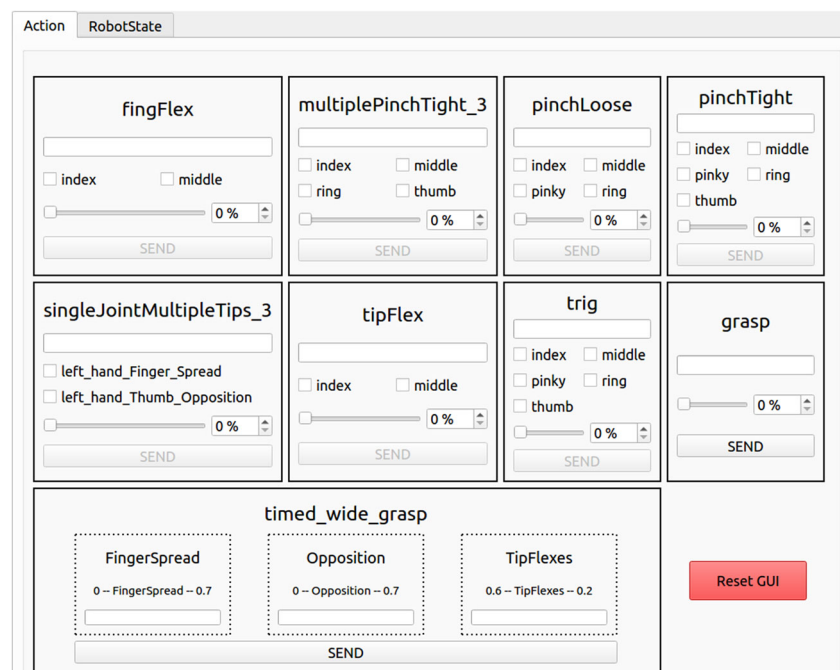 Action RobotState
fingFlex
index middle
0 %
SEND
multiplePinchTight_3
index middle
ring thumb
0 %
SEND
pinchLoose
index middle
pinky ring
0 %
SEND
pinchTight
index middle
pinky ring
thumb
0 %
SEND
singleJointMultipleTips_3
left_hand_Finger_Spread
left_hand_Thumb_Opposition
0 %
SEND
tipFlex
index middle
0 %
SEND
trig
index middle
pinky ring
thumb
0 %
SEND
grasp
0 %
SEND
timed_wide_grasp
FingerSpread
0 -- FingerSpread -- 0.7
Opposition
0 -- Opposition -- 0.7
TipFlexes
0.6 -- TipFlexes -- 0.2
SEND
Reset GUI